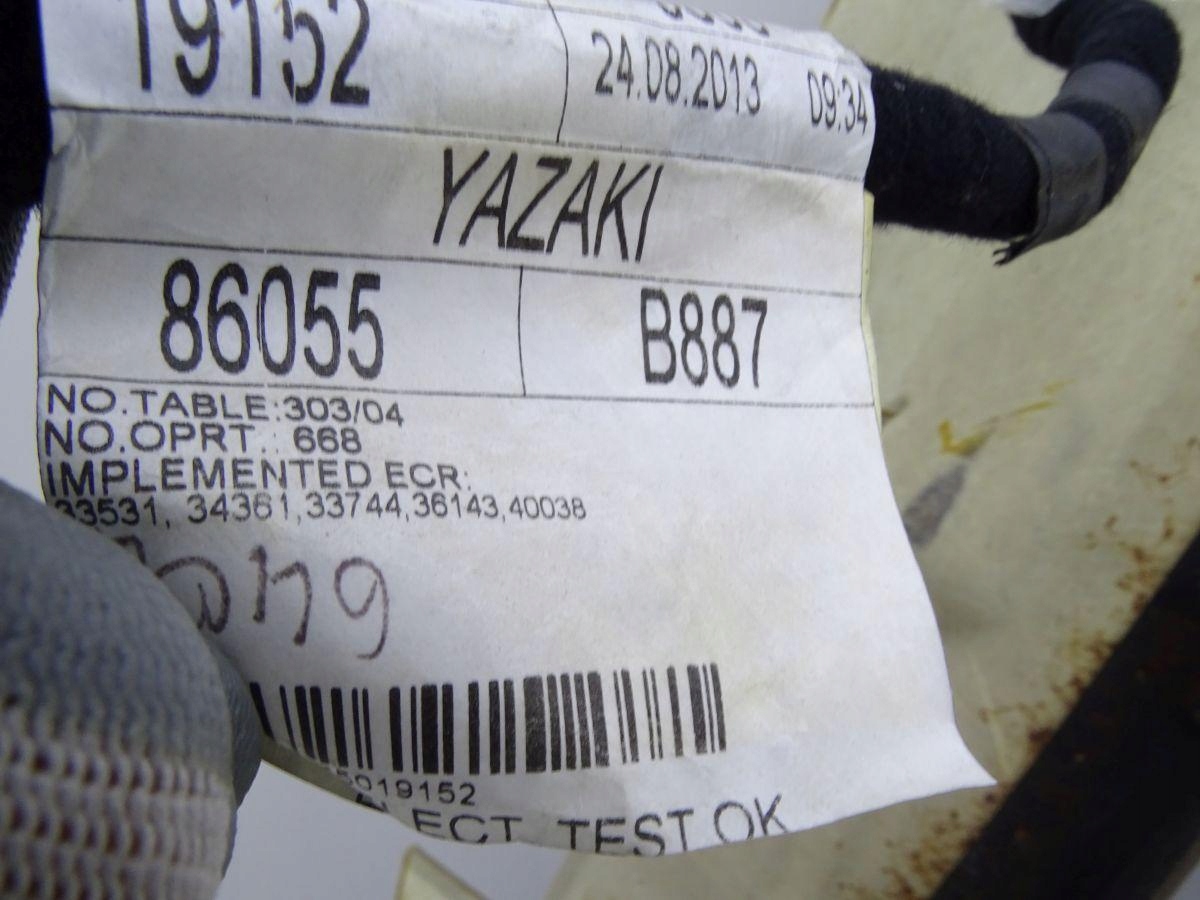 19152
24.08.2013 09:34
YAZAKI
86055 B887
NO.TABLE:303/04
NO.OPRT.: 668
IMPLEMENTED ECR:
33531, 34361,33744,36143,40038
5019152
ECT TEST OK